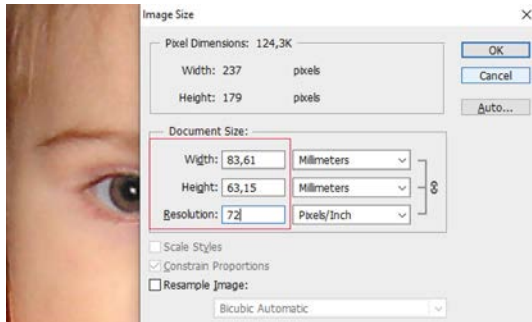 Image Size
Pixel Dimensions: 124,3K
Width: 237 pixels
Height: 179 pixels
OK
Cancel
Auto...
Document Size:
Width: 83,61 Millimeters
Height: 63,15 Millimeters
Resolution: 72 Pixels/Inch
Scale Styles
Constrain Proportions
Resample Image:
Bicubic Automatic